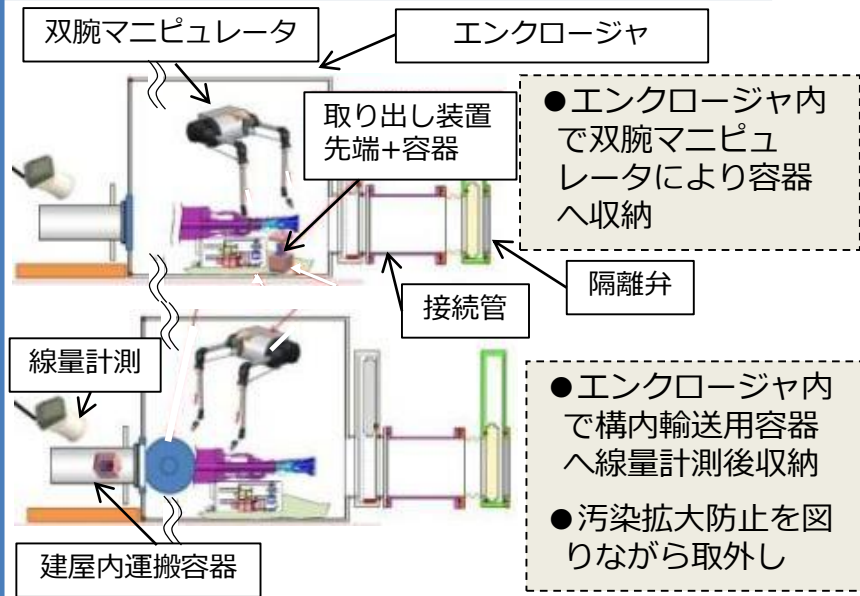 双腕マニピュレータ
エンクロージャ
取り出し装置
先端+容器
●エンクロージャ内
で双腕マニピュ
レータにより容器
へ収納
隔離弁
接続管
線量計測
●エンクロージャ内
で構内輸送用容器
へ線量計測後収納
●汚染拡大防止を図
りながら取外し
建屋内運搬容器